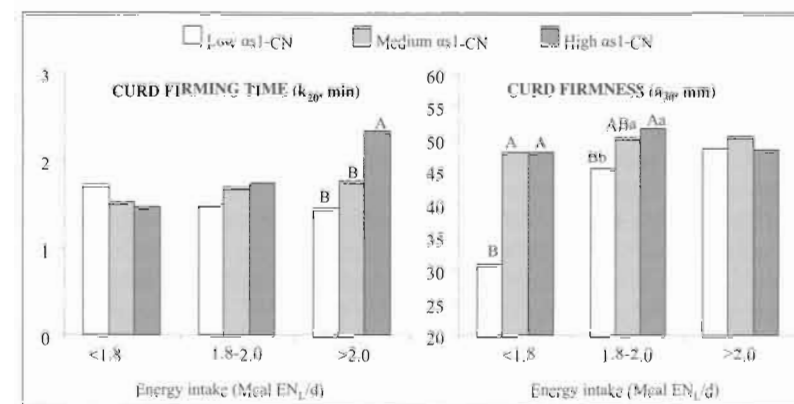 Low αs1-CN Medium αs1-CN High αs1-CN
CURD FIRMING TIME (k20, min)
3
2
1
0
A
B
B
<1.8 1.8-2.0 >2.0
Energy intake (Mcal ENL/d)
CURD FIRMNESS (a30, mm)
60
55
50
45
40
35
30
25
20
B
A
A
Bb
ABa
Aa
<1.8 1.8-2.0 >2.0
Energy intake (Mcal ENL/d)